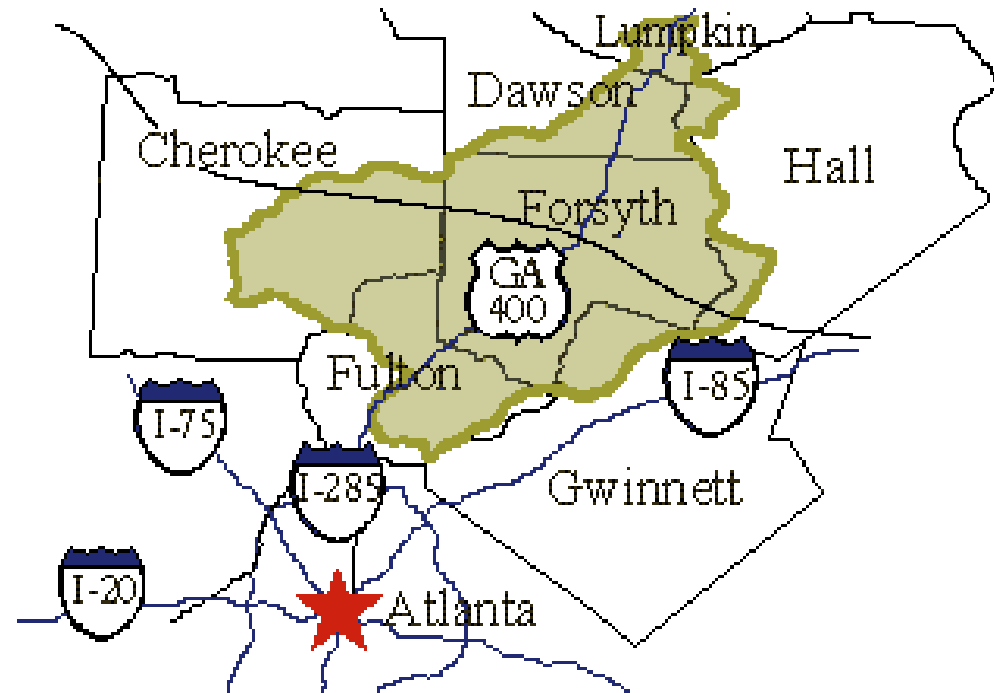 Lumpkin
Dawson
Cherokee
Hall
Forsyth
GA
400
Fulton
I-85
I-75
I-285
Gwinnett
I-20
Atlanta